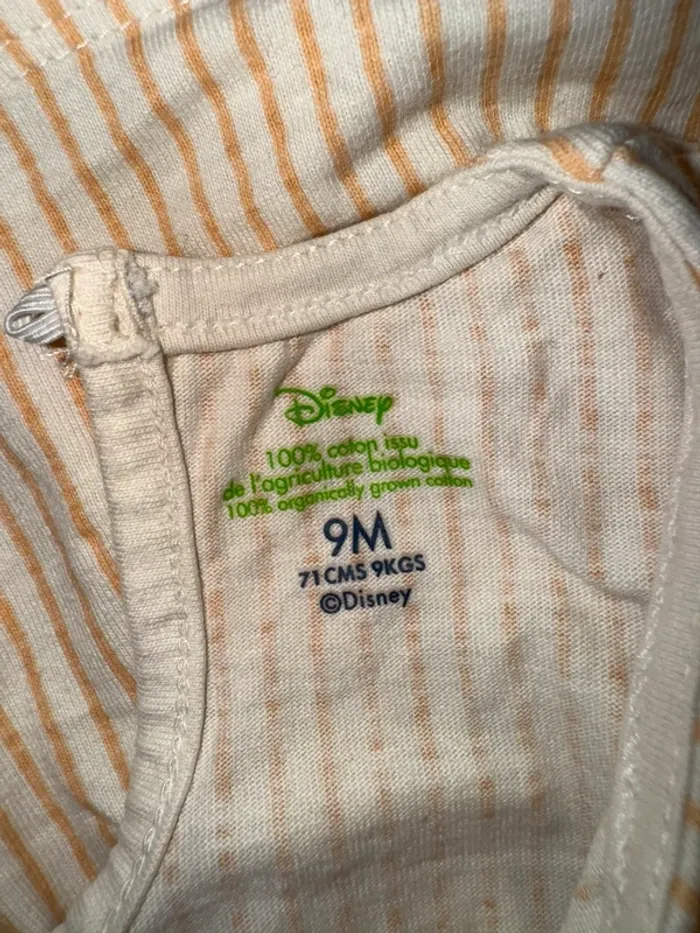 Disney
100% coton issu
de l'agriculture biologique
100% organically grown cotton
9M
71CMS 9KGS
©Disney